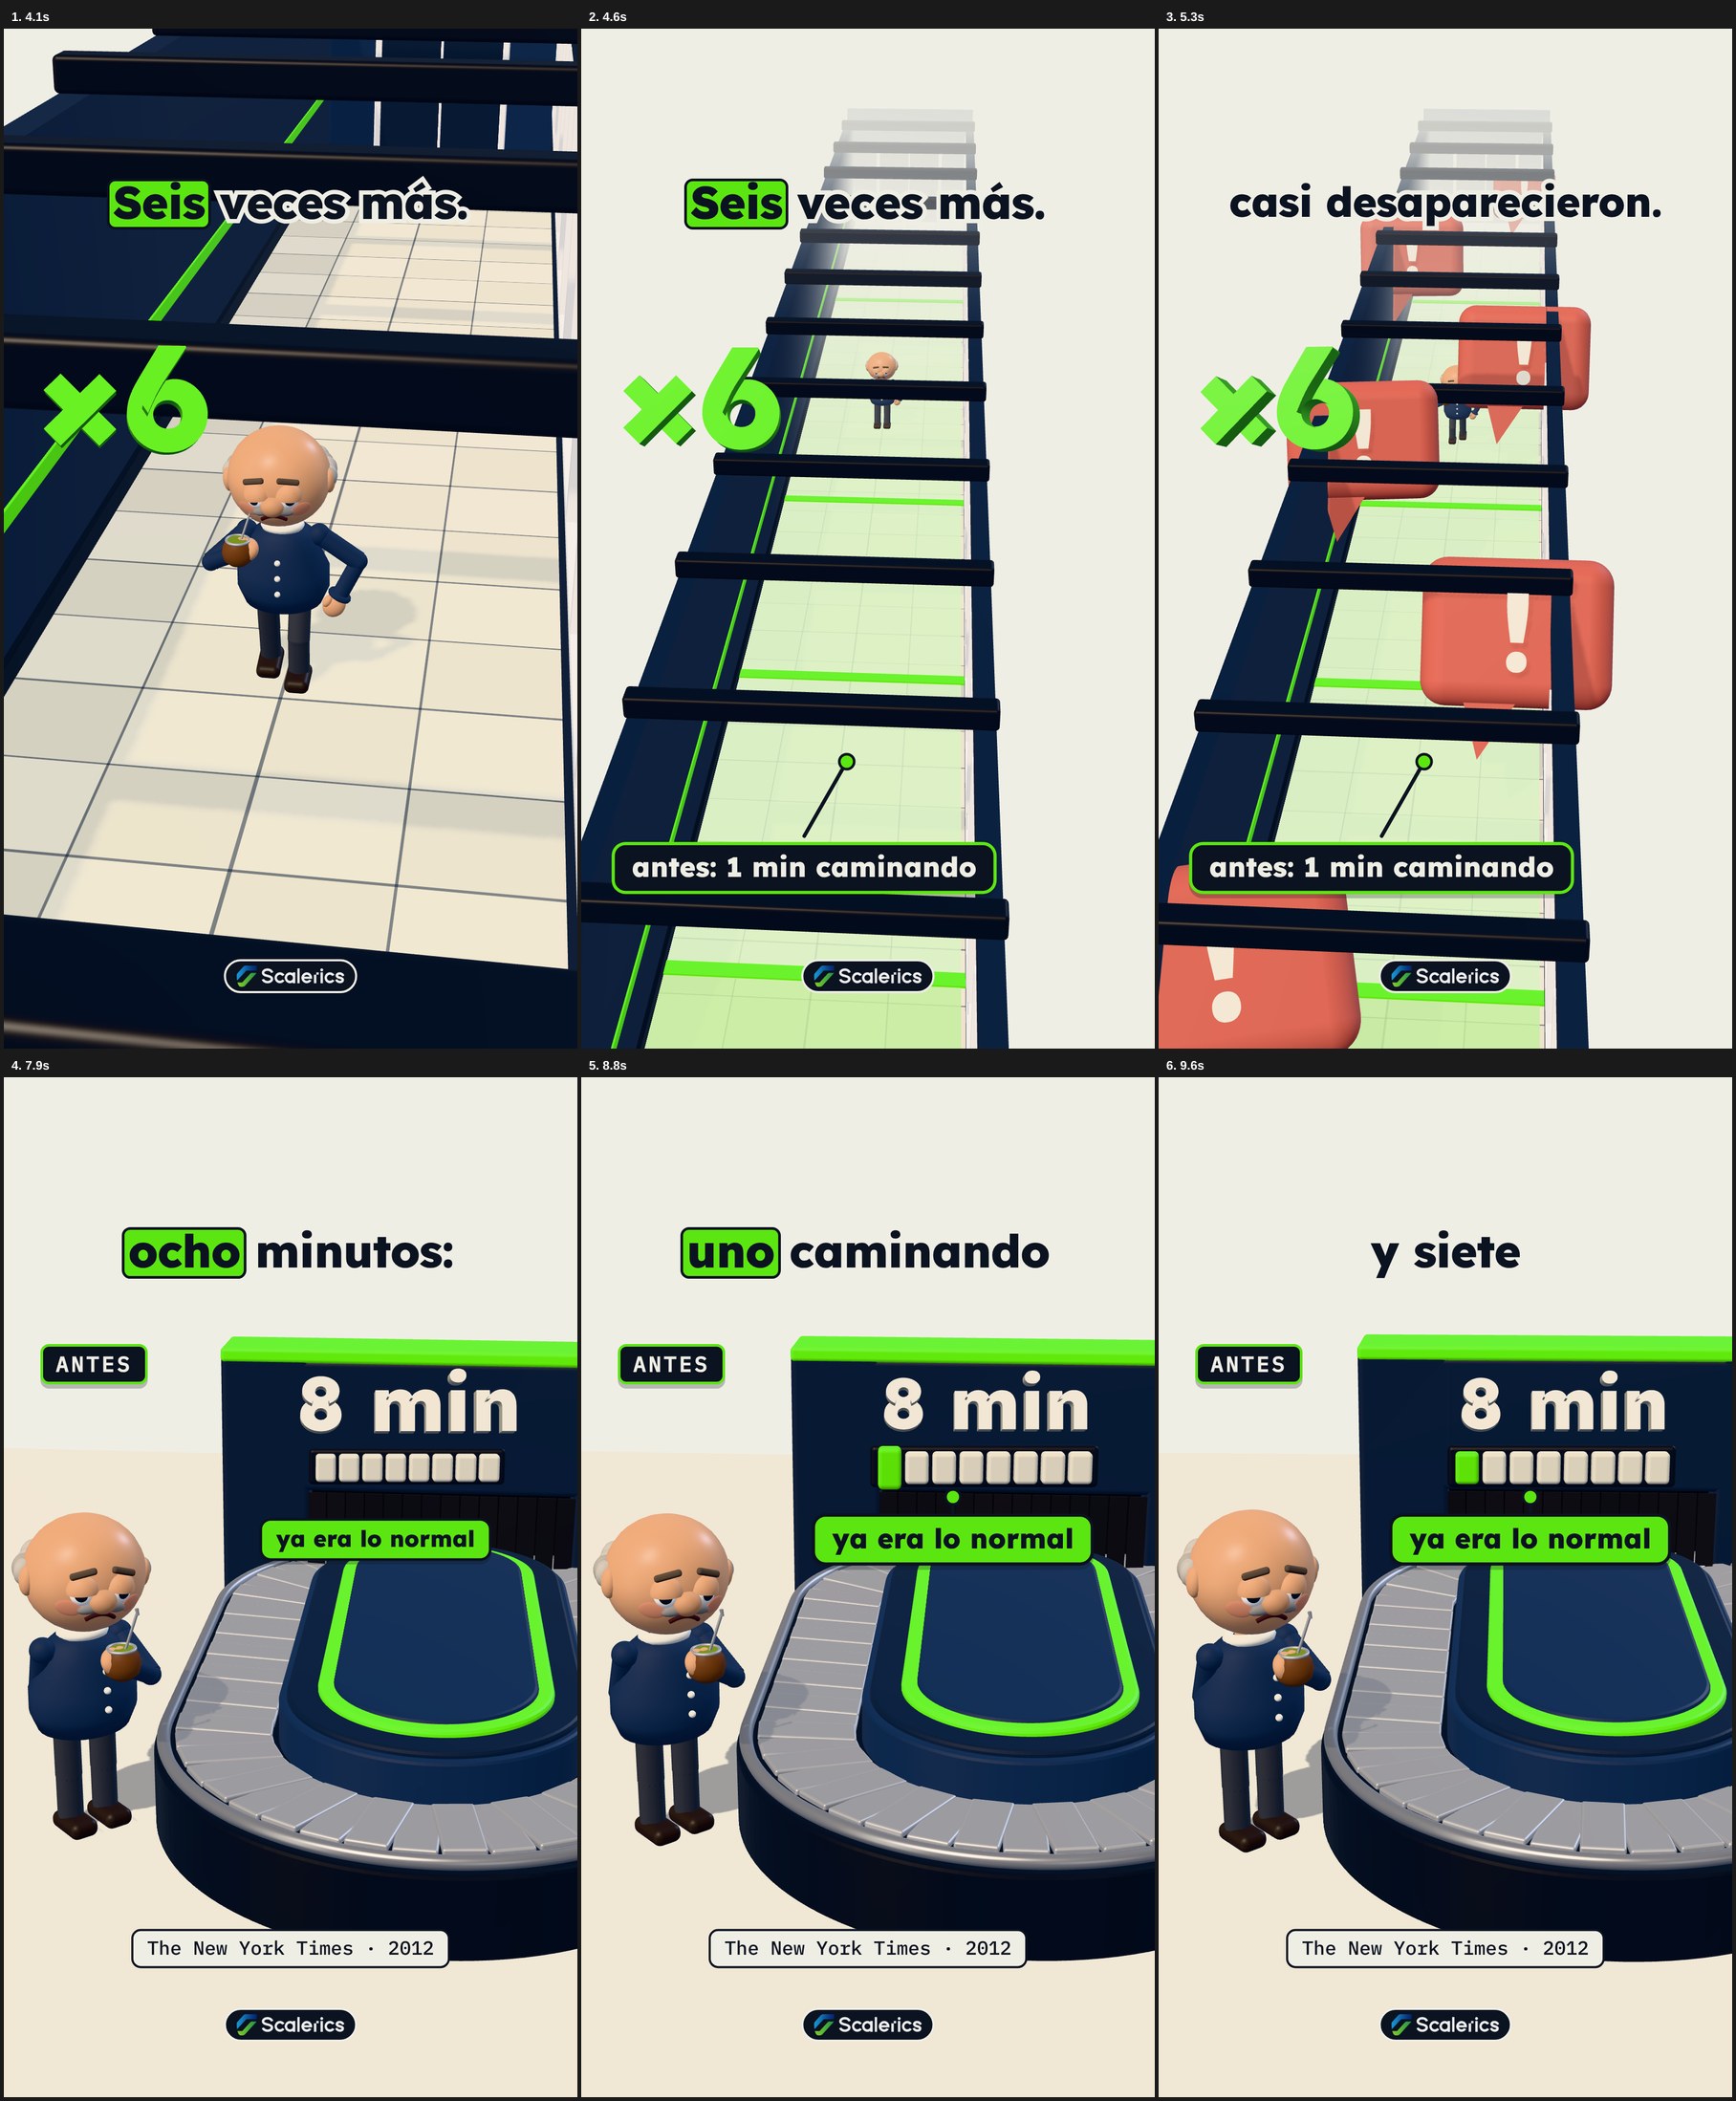 1. 4.1s
Seis veces más.
×6
Scalerics
2. 4.6s
Seis veces más.
×6
antes: 1 min caminando
Scalerics
3. 5.3s
casi desaparecieron.
×6
!
!
!
!
!
antes: 1 min caminando
Scalerics
4. 7.9s
ocho minutos:
ANTES
8 min
ya era lo normal
The New York Times · 2012
Scalerics
5. 8.8s
uno caminando
ANTES
8 min
ya era lo normal
The New York Times · 2012
Scalerics
6. 9.6s
y siete
ANTES
8 min
ya era lo normal
The New York Times · 2012
Scalerics